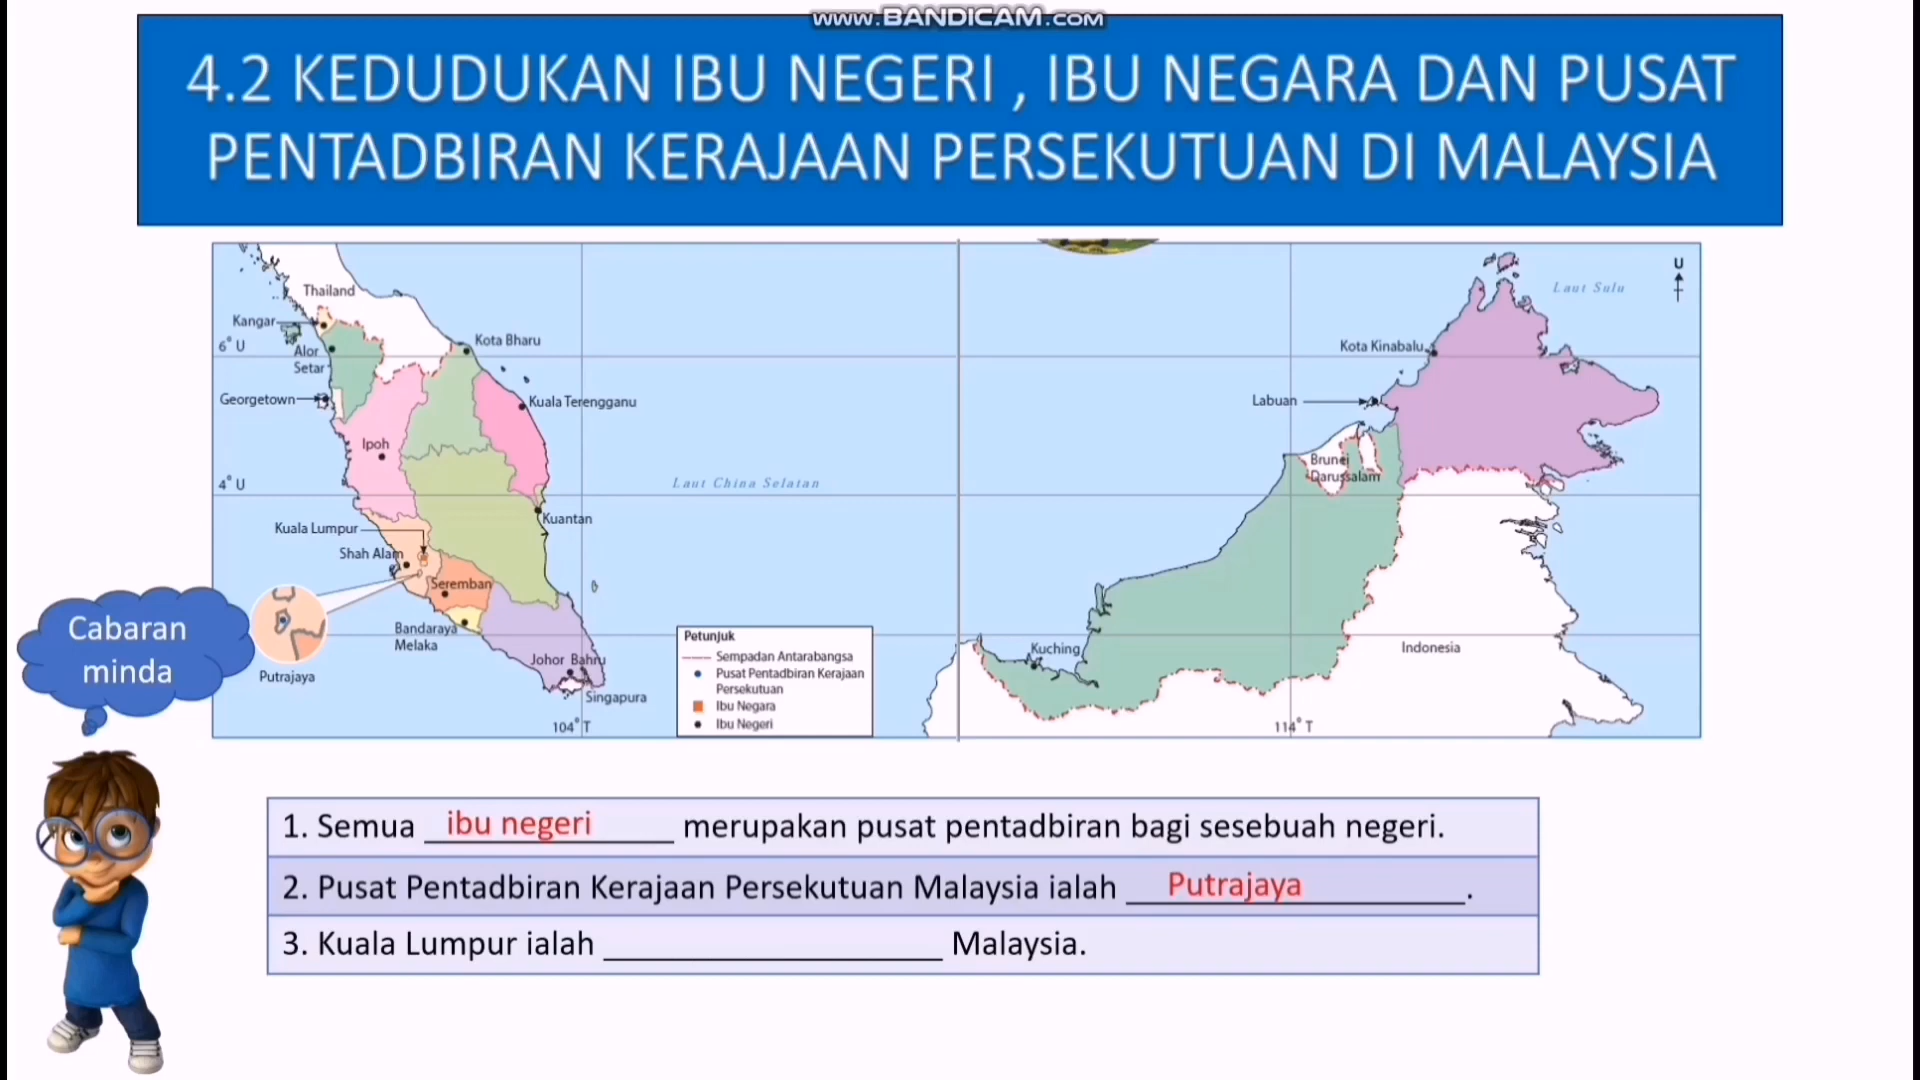 www.BANDICAM.com
4.2 KEDUDUKAN IBU NEGERI , IBU NEGARA DAN PUSAT
PENTADBIRAN KERAJAAN PERSEKUTUAN DI MALAYSIA
Thailand
Kangar
6° U
Alor
Setar
Georgetown
Kota Bharu
Kuala Terengganu
Ipoh
4° U
Kuantan
Kuala Lumpur
Shah Alam
Seremban
Bandaraya
Melaka
Putrajaya
Johor Bahru
Singapura
104° T
Laut China Selatan
Petunjuk
Sempadan Antarabangsa
Pusat Pentadbiran Kerajaan
Persekutuan
Ibu Negara
Ibu Negeri
U
Laut Sulu
Kota Kinabalu
Labuan
Brunei
Darussalam
Kuching
Indonesia
114° T
Cabaran
minda
1. Semua ibu negeri merupakan pusat pentadbiran bagi sesebuah negeri.
2. Pusat Pentadbiran Kerajaan Persekutuan Malaysia ialah Putrajaya.
3. Kuala Lumpur ialah ____________________ Malaysia.